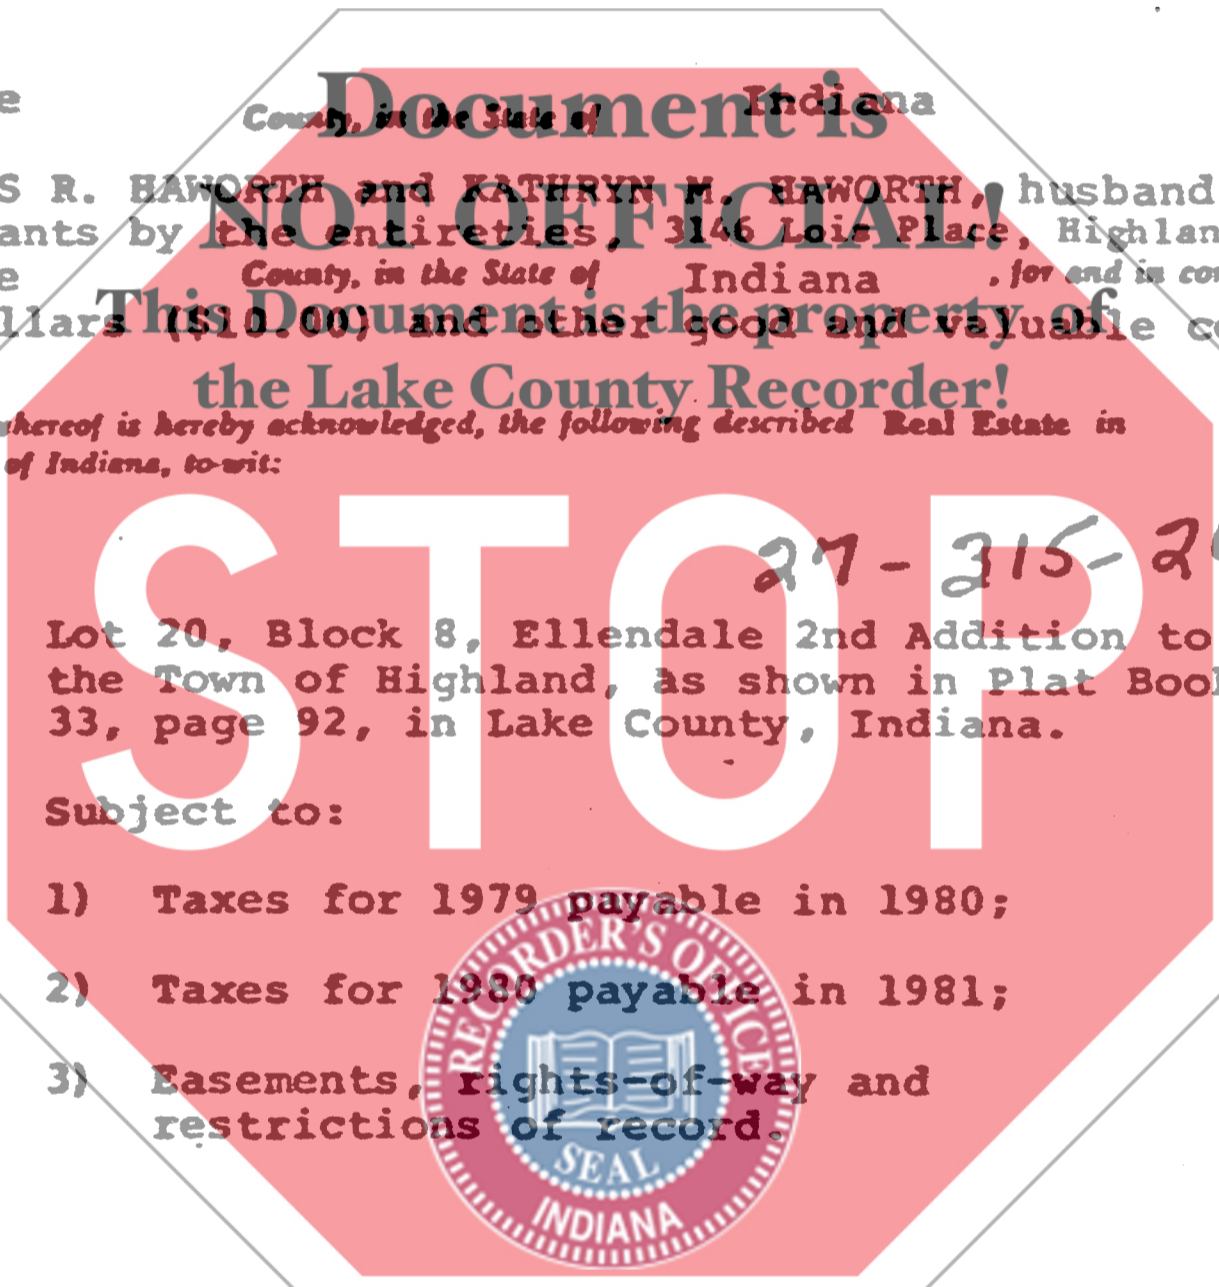 Document is
e County, in the State of Indiana
NOT OFFICIAL!
S R. HAWORTH and KATHRYN M. HAWORTH, husband
ants by the entireties, 3146 Lois Place, Highlan
e County, in the State of Indiana , for and in co
This Document is the property of
llars ($10.00) and other good and valuable co
the Lake County Recorder!
hereof is hereby acknowledged, the following described Real Estate in
of Indiana, to-wit:
STOP
27-315-2
Lot 20, Block 8, Ellendale 2nd Addition to
the Town of Highland, as shown in Plat Boo
33, page 92, in Lake County, Indiana.
Subject to:
1) Taxes for 1979 payable in 1980;
2) Taxes for 1980 payable in 1981;
3) Easements, rights-of-way and
restrictions of record.
RECORDER'S OFFICE
SEAL
INDIANA